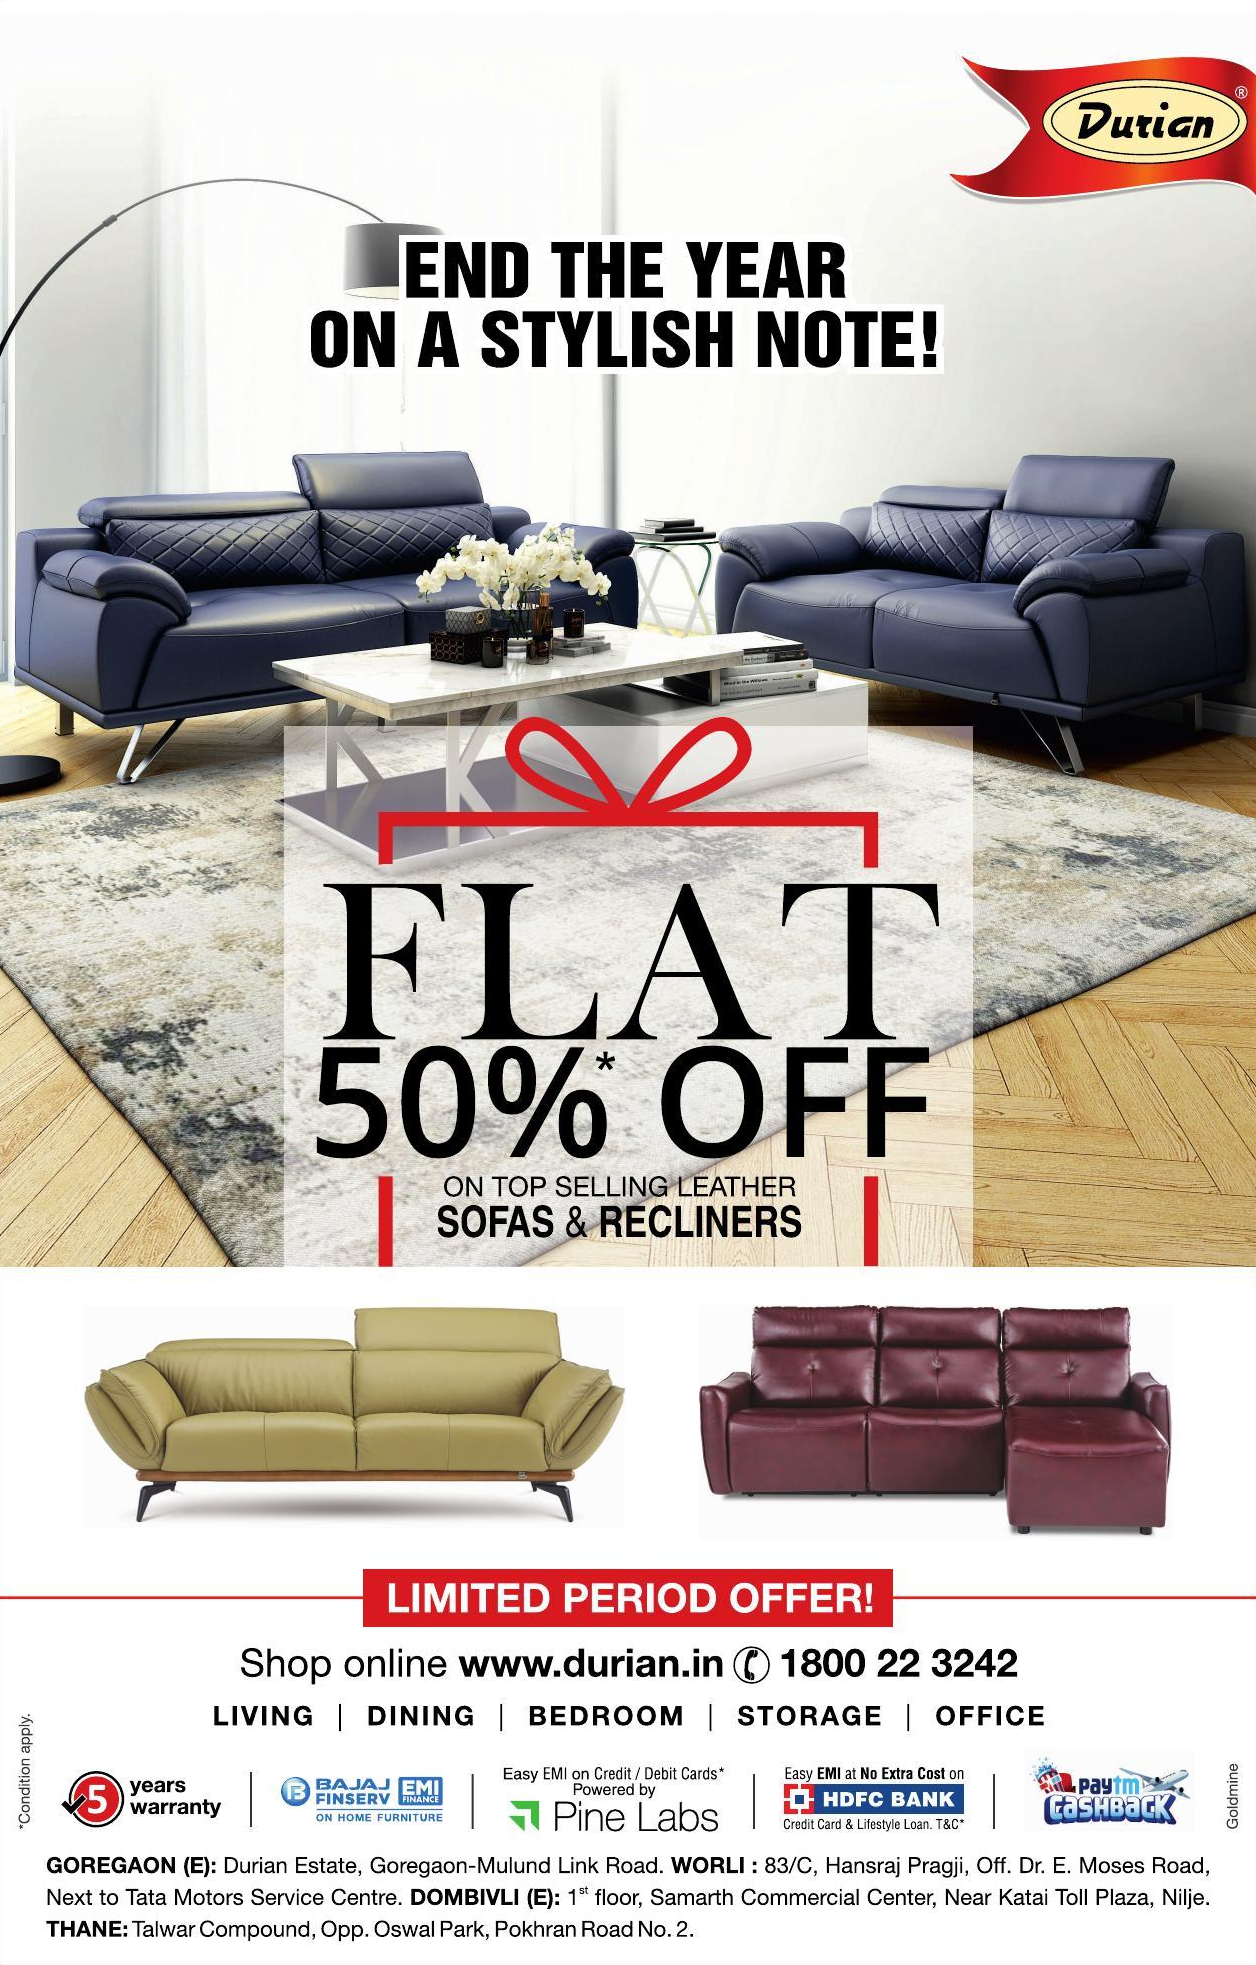 Durian®
END THE YEAR
ON A STYLISH NOTE!
FLAT
50%* OFF
ON TOP SELLING LEATHER
SOFAS & RECLINERS
LIMITED PERIOD OFFER!
Shop online www.durian.in 1800 22 3242
LIVING | DINING | BEDROOM | STORAGE | OFFICE
*Condition apply.
5 years
warranty
BAJAJ
FINSERV
EMI
FINANCE
ON HOME FURNITURE
Easy EMI on Credit / Debit Cards*
Powered by
Pine Labs
Easy EMI at No Extra Cost on
HDFC BANK
Credit Card & Lifestyle Loan. T&C*
paytm
CASHBACK
Goldmine
GOREGAON (E): Durian Estate, Goregaon-Mulund Link Road. WORLI : 83/C, Hansraj Pragji, Off. Dr. E. Moses Road,
Next to Tata Motors Service Centre. DOMBIVLI (E): 1st floor, Samarth Commercial Center, Near Katai Toll Plaza, Nilje.
THANE: Talwar Compound, Opp. Oswal Park, Pokhran Road No. 2.